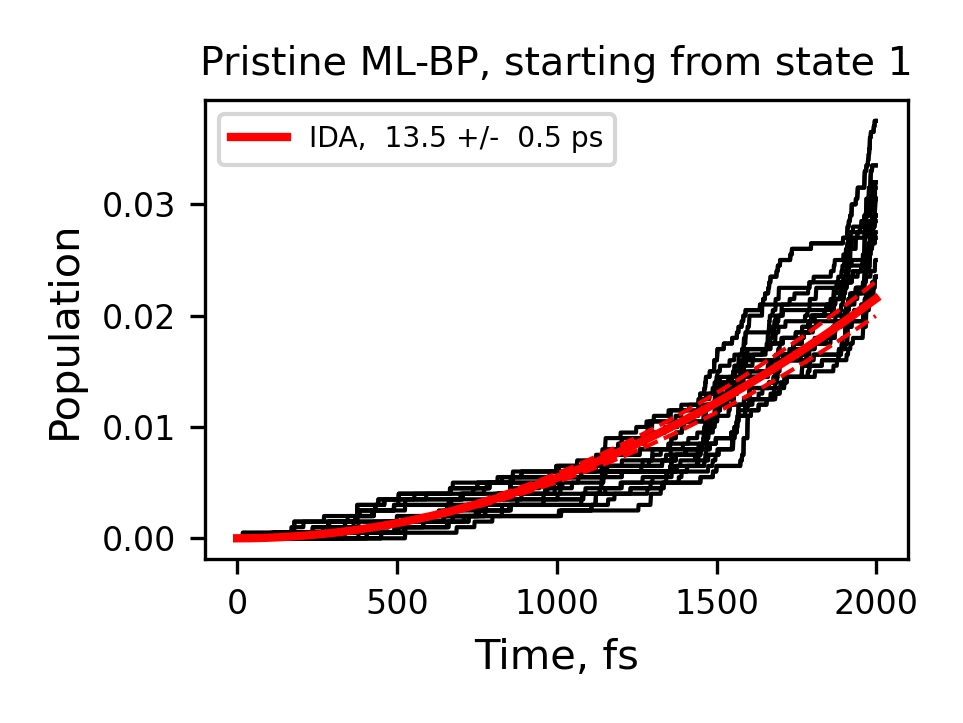 Pristine ML-BP, starting from state 1
IDA,  13.5 +/-  0.5 ps
Population
0.03
0.02
0.01
0.00
0
500
1000
1500
2000
Time, fs